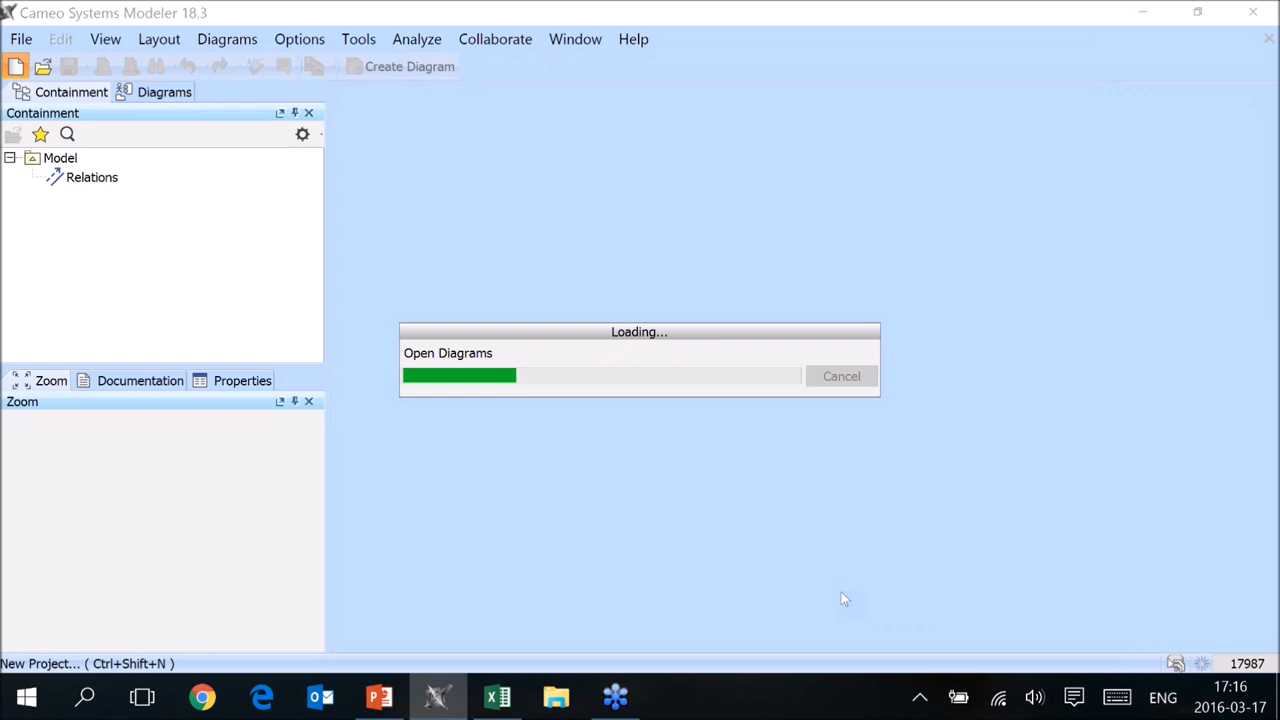 Cameo Systems Modeler 18.3
File Edit View Layout Diagrams Options Tools Analyze Collaborate Window Help
Create Diagram
Containment Diagrams
Containment
Model
Relations
Loading...
Open Diagrams
Cancel
Zoom Documentation Properties
Zoom
New Project... ( Ctrl+Shift+N )
17987
ENG
17:16
2016-03-17